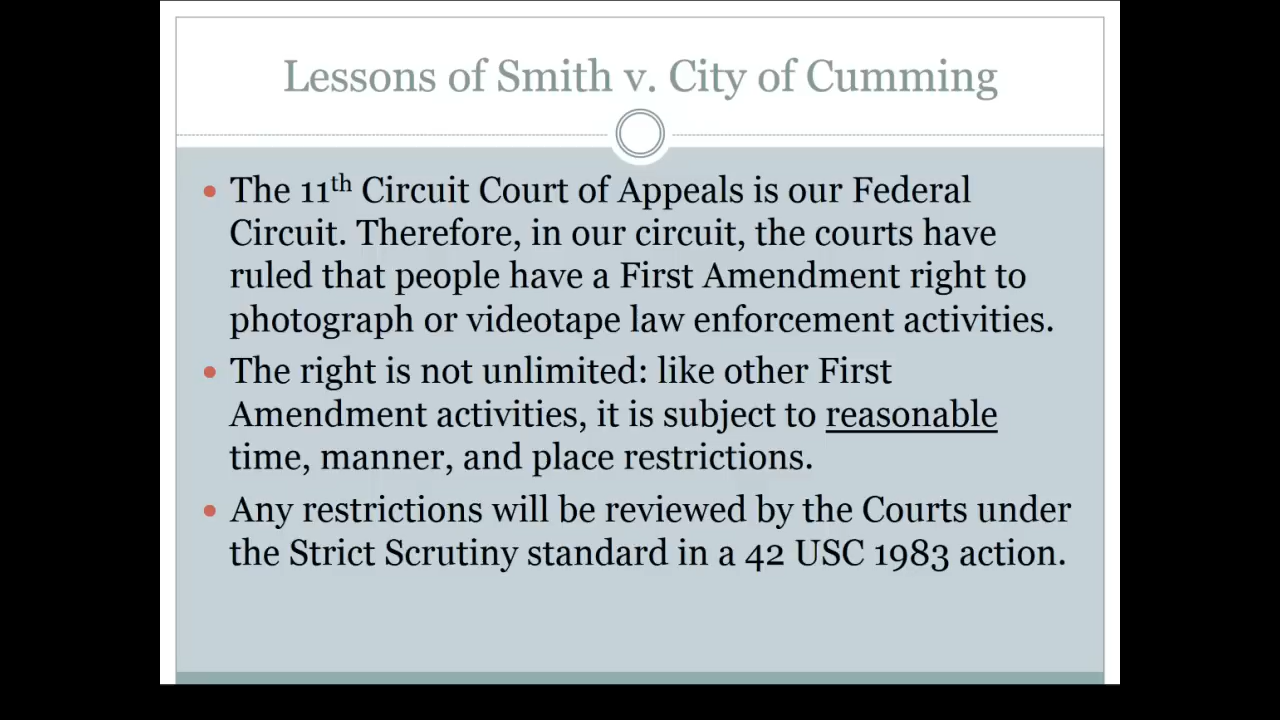 Lessons of Smith v. City of Cumming
• The 11th Circuit Court of Appeals is our Federal
Circuit. Therefore, in our circuit, the courts have
ruled that people have a First Amendment right to
photograph or videotape law enforcement activities.
• The right is not unlimited: like other First
Amendment activities, it is subject to reasonable
time, manner, and place restrictions.
• Any restrictions will be reviewed by the Courts under
the Strict Scrutiny standard in a 42 USC 1983 action.